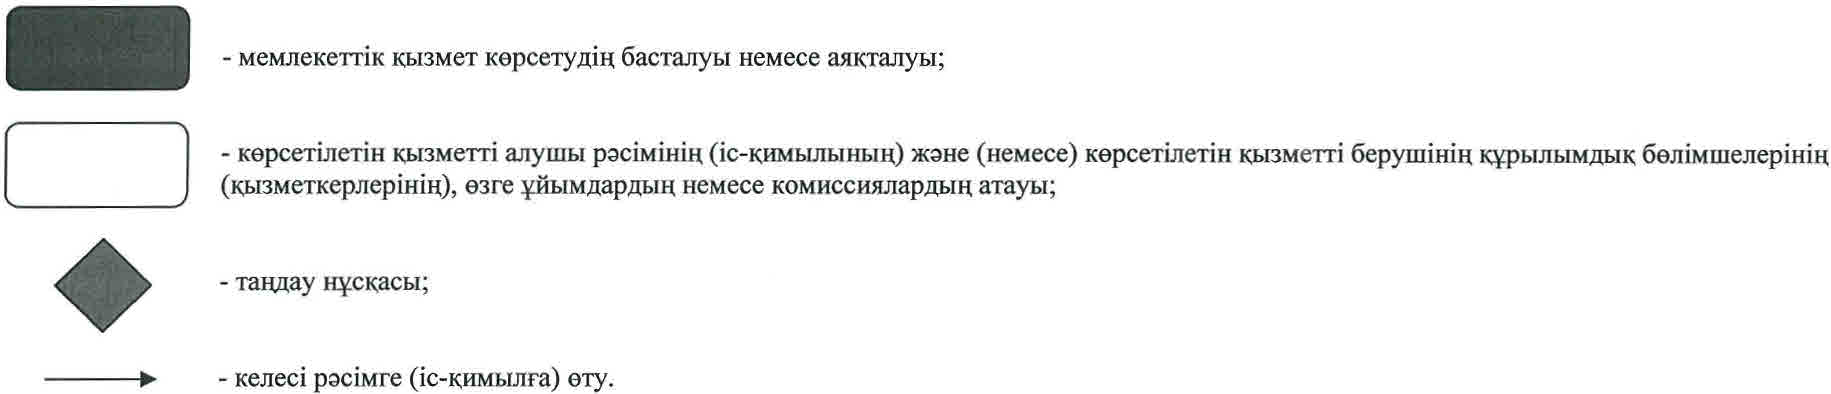 - мемлекеттік қызмет көрсетудің басталуы немесе аяқталуы;
- көрсетілетін қызметті алушы рәсімінің (іс-қимылының) және (немесе) көрсетілетін қызметті берушінің құрылымдық бөлімшелерінің
(қызметкерлерінің), өзге ұйымдардың немесе комиссиялардың атауы;
- таңдау нұсқасы;
- келесі рәсімге (іс-қимылға) өту.